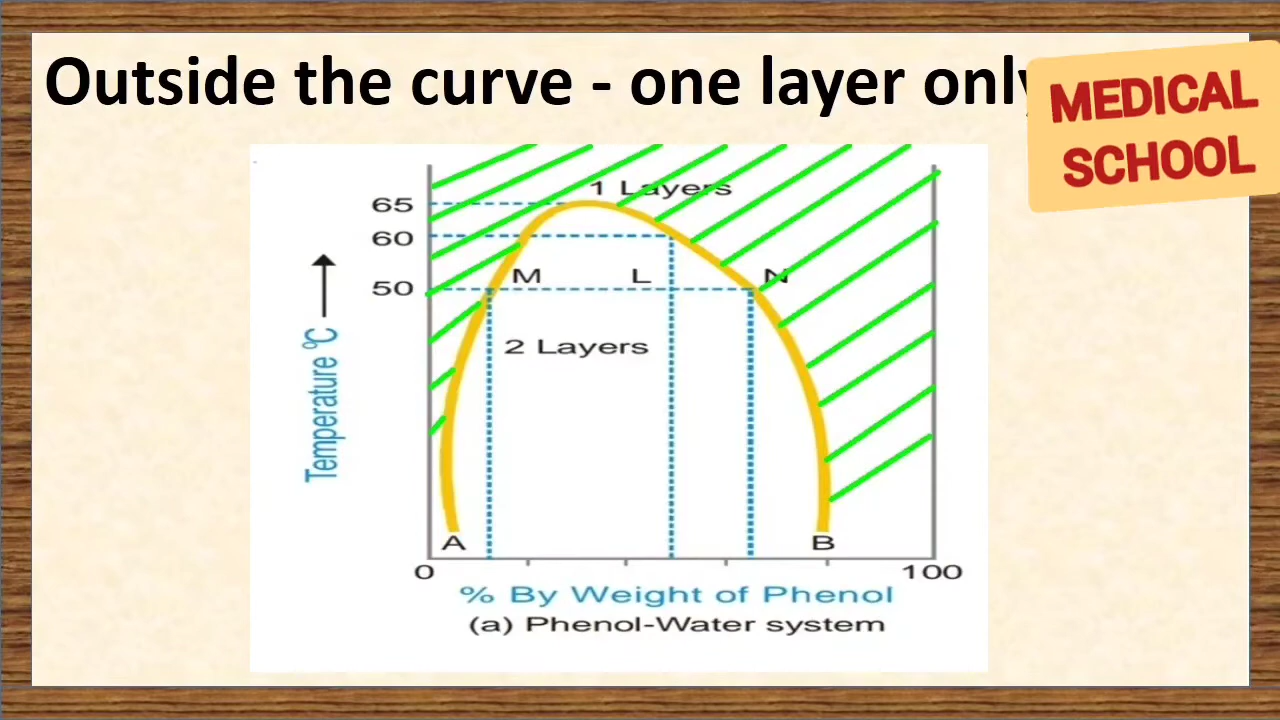 Outside the curve - one layer only
MEDICAL
SCHOOL
1 Layers
65
60
50
M
L
N
2 Layers
Temperature °C
A
B
0
100
% By Weight of Phenol
(a) Phenol-Water system